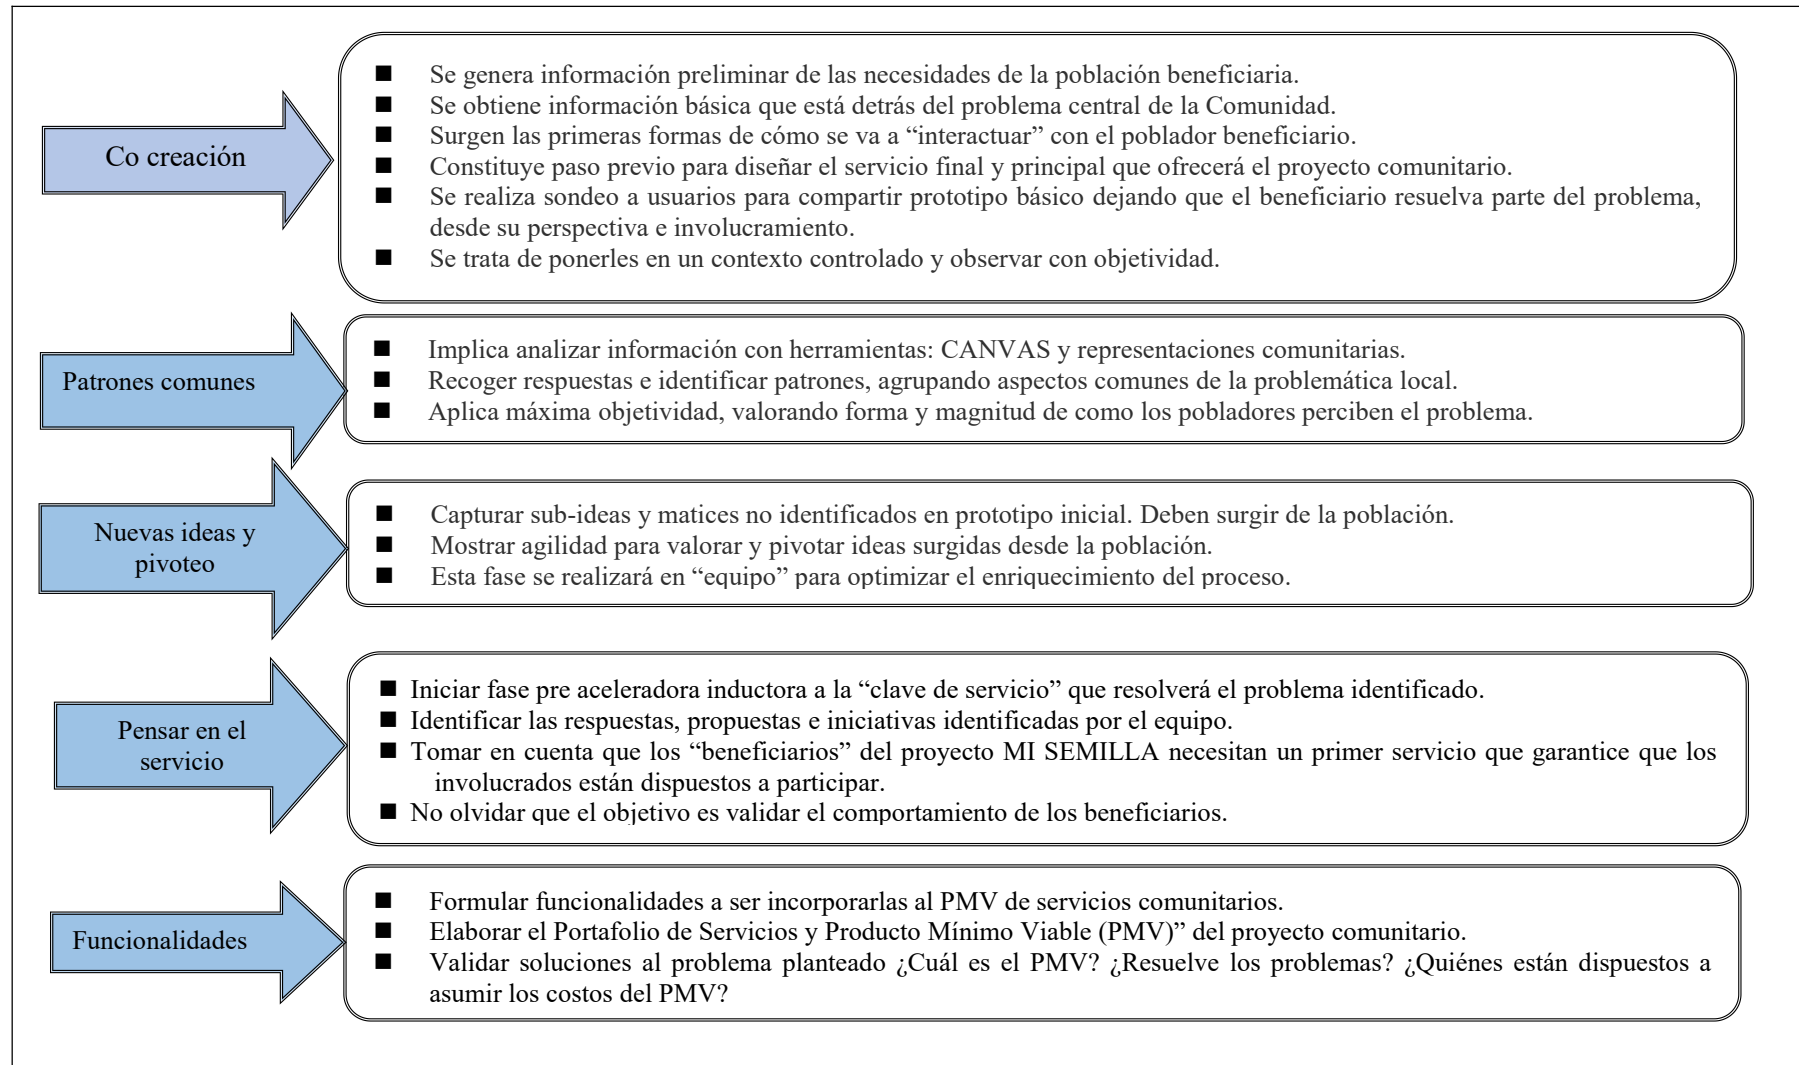 Co creación
■ Se genera información preliminar de las necesidades de la población beneficiaria.
■ Se obtiene información básica que está detrás del problema central de la Comunidad.
■ Surgen las primeras formas de cómo se va a “interactuar” con el poblador beneficiario.
■ Constituye paso previo para diseñar el servicio final y principal que ofrecerá el proyecto comunitario.
■ Se realiza sondeo a usuarios para compartir prototipo básico dejando que el beneficiario resuelva parte del problema,
desde su perspectiva e involucramiento.
■ Se trata de ponerles en un contexto controlado y observar con objetividad.
Patrones comunes
■ Implica analizar información con herramientas: CANVAS y representaciones comunitarias.
■ Recoger respuestas e identificar patrones, agrupando aspectos comunes de la problemática local.
■ Aplica máxima objetividad, valorando forma y magnitud de como los pobladores perciben el problema.
Nuevas ideas y
pivoteo
■ Capturar sub-ideas y matices no identificados en prototipo inicial. Deben surgir de la población.
■ Mostrar agilidad para valorar y pivotar ideas surgidas desde la población.
■ Esta fase se realizará en “equipo” para optimizar el enriquecimiento del proceso.
Pensar en el
servicio
■ Iniciar fase pre aceleradora inductora a la “clave de servicio” que resolverá el problema identificado.
■ Identificar las respuestas, propuestas e iniciativas identificadas por el equipo.
■ Tomar en cuenta que los “beneficiarios” del proyecto MI SEMILLA necesitan un primer servicio que garantice que los
involucrados están dispuestos a participar.
■ No olvidar que el objetivo es validar el comportamiento de los beneficiarios.
Funcionalidades
■ Formular funcionalidades a ser incorporarlas al PMV de servicios comunitarios.
■ Elaborar el Portafolio de Servicios y Producto Mínimo Viable (PMV)” del proyecto comunitario.
■ Validar soluciones al problema planteado ¿Cuál es el PMV? ¿Resuelve los problemas? ¿Quiénes están dispuestos a
asumir los costos del PMV?